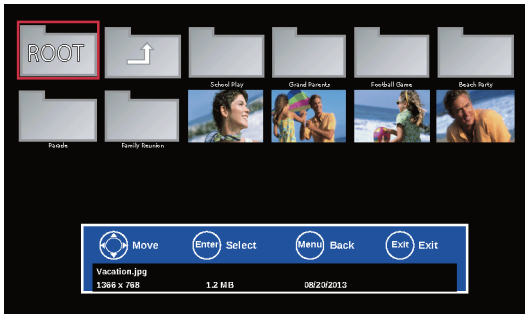 ROOT
School Play Grand Parents Football Game Beach Party
Parade Family Reunion
Move Enter Select Menu Back Exit Exit
Vacation.jpg
1366 x 768 1.2 MB 08/20/2013